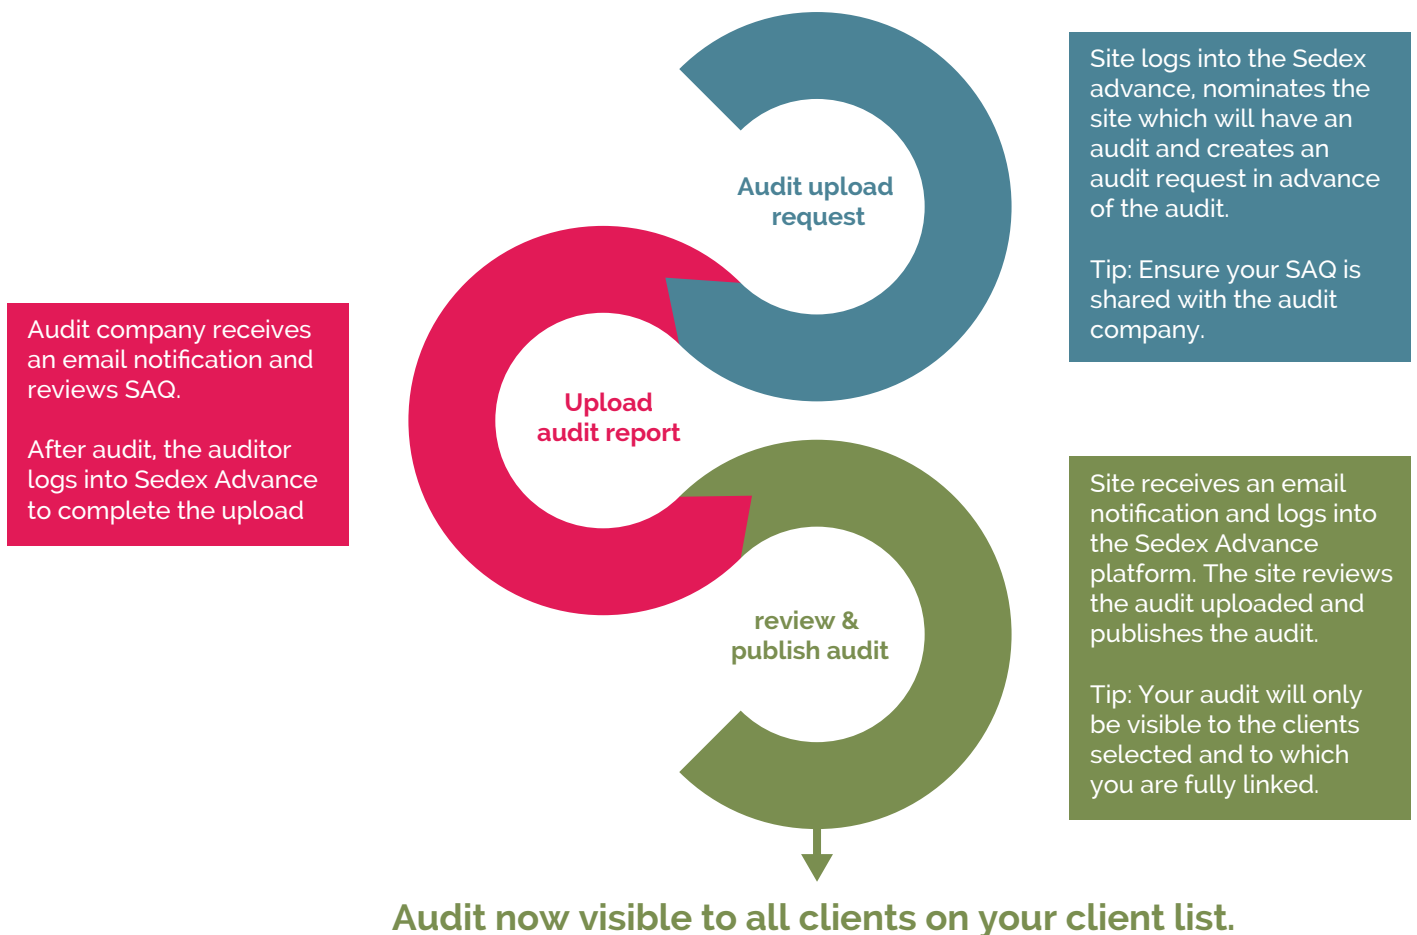 Audit upload
request
Site logs into the Sedex
advance, nominates the
site which will have an
audit and creates an
audit request in advance
of the audit.
Tip: Ensure your SAQ is
shared with the audit
company.
Upload
audit report
Audit company receives
an email notification and
reviews SAQ.
After audit, the auditor
logs into Sedex Advance
to complete the upload
review &
publish audit
Site receives an email
notification and logs into
the Sedex Advance
platform. The site reviews
the audit uploaded and
publishes the audit.
Tip: Your audit will only
be visible to the clients
selected and to which
you are fully linked.
Audit now visible to all clients on your client list.